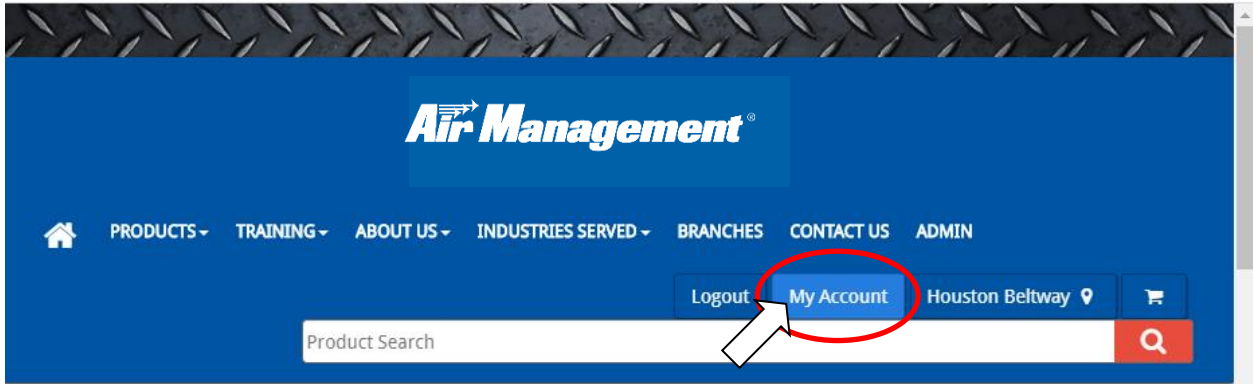 Air Management®
PRODUCTS TRAINING ABOUT US INDUSTRIES SERVED BRANCHES CONTACT US ADMIN
Logout My Account Houston Beltway
Product Search